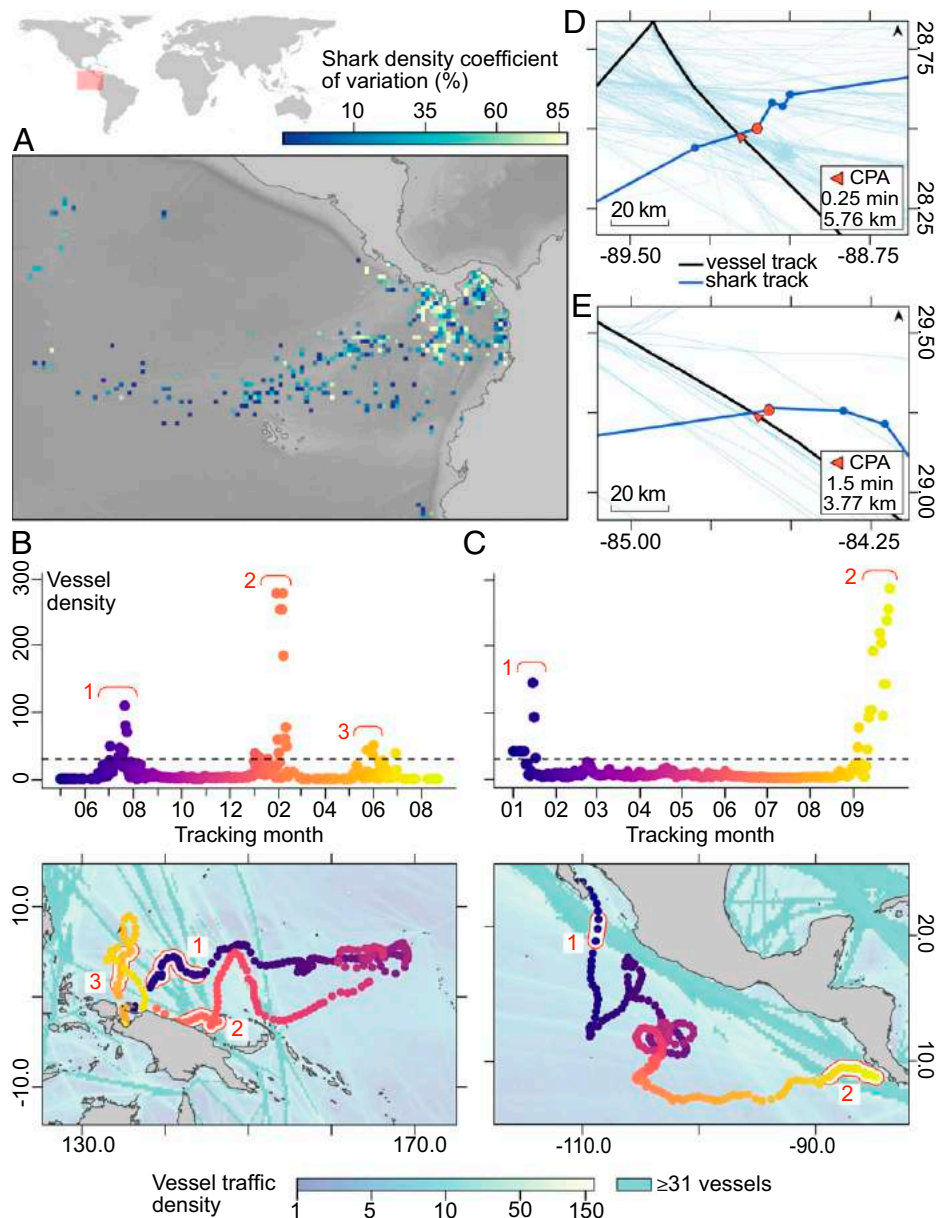 Shark density coefficient
of variation (%)
10 35 60 85
A
D
28.75
28.25
CPA
0.25 min
5.76 km
20 km
-89.50 -88.75
vessel track
shark track
E
29.50
29.00
CPA
1.5 min
3.77 km
20 km
-85.00 -84.25
B
Vessel
density
300
200
100
0
1
2
3
06 08 10 12 02 04 06 08
Tracking month
C
1
2
01 02 03 04 05 06 07 09
Tracking month
10.0
-10.0
1
2
3
130.0 170.0
20.0
10.0
1
2
-110.0 -90.0
Vessel traffic
density
1 5 10 50 150
≥31 vessels